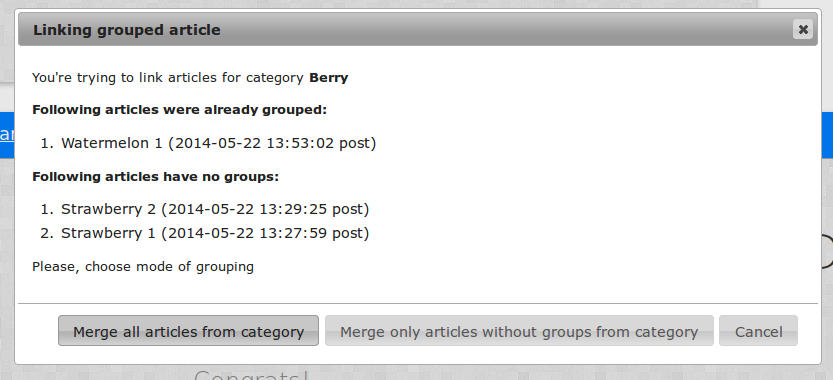 Linking grouped article
You're trying to link articles for category Berry
Following articles were already grouped:
1. Watermelon 1 (2014-05-22 13:53:02 post)
Following articles have no groups:
1. Strawberry 2 (2014-05-22 13:29:25 post)
2. Strawberry 1 (2014-05-22 13:27:59 post)
Please, choose mode of grouping
Merge all articles from category
Merge only articles without groups from category
Cancel
Congrats!